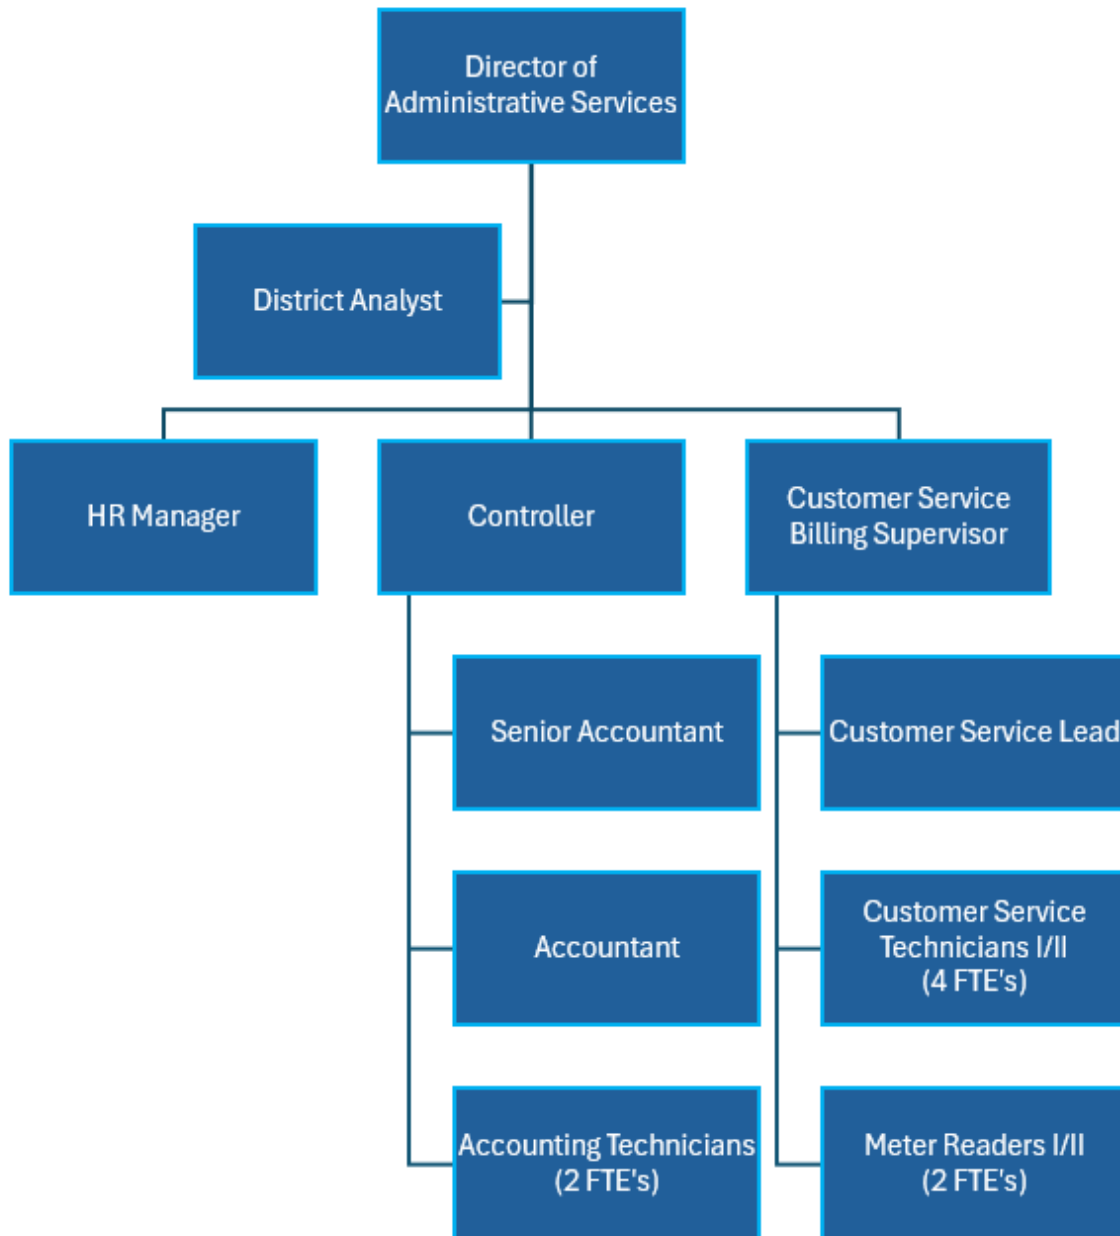 Director of
Administrative Services
District Analyst
HR Manager
Controller
Customer Service
Billing Supervisor
Senior Accountant
Customer Service Lead
Accountant
Customer Service
Technicians I/II
(4 FTE's)
Accounting Technicians
(2 FTE's)
Meter Readers I/II
(2 FTE's)